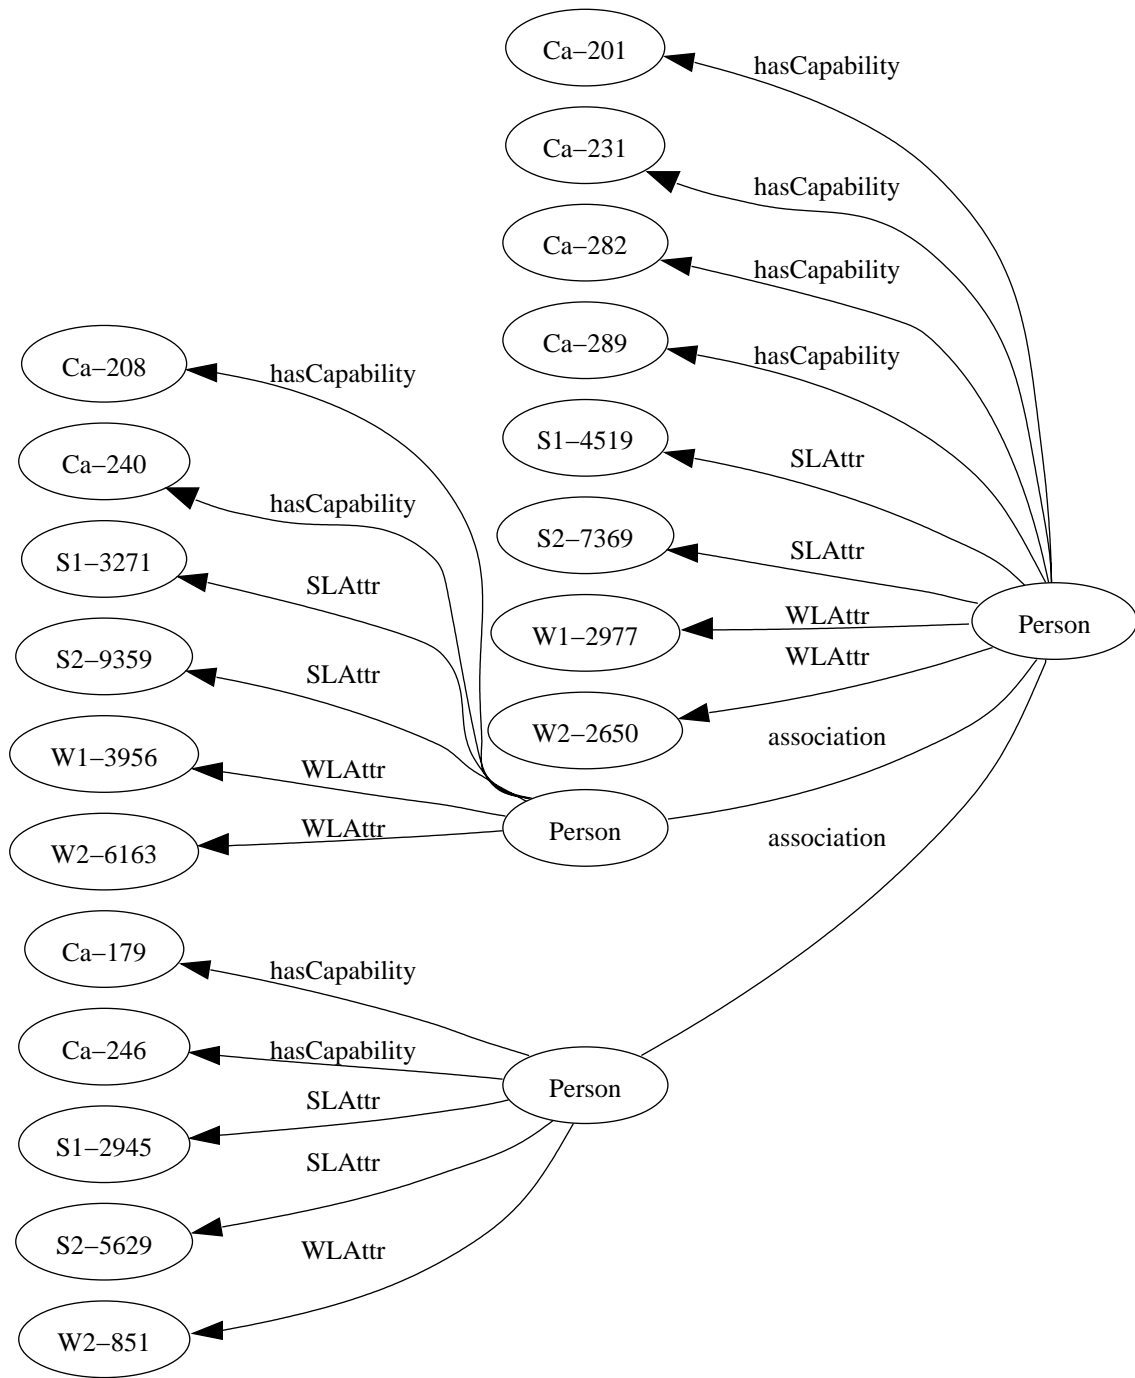 Ca−201
hasCapability
Ca−231
hasCapability
Ca−282
hasCapability
Ca−289
hasCapability
S1−4519
SLAttr
S2−7369
SLAttr
W1−2977
WLAttr
Person
W2−2650
WLAttr
association
association
Ca−208
hasCapability
Ca−240
hasCapability
S1−3271
SLAttr
S2−9359
SLAttr
W1−3956
WLAttr
W2−6163
WLAttr
Person
Ca−179
hasCapability
Ca−246
hasCapability
Person
S1−2945
SLAttr
S2−5629
SLAttr
W2−851
WLAttr